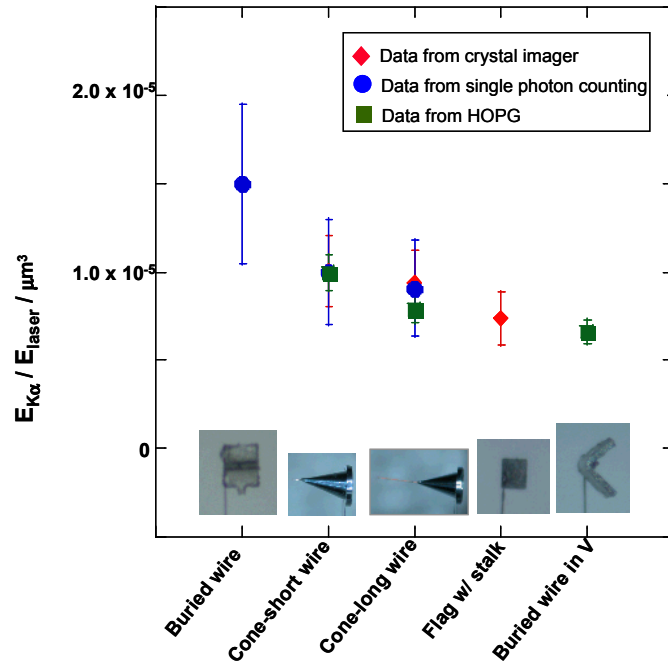 Data from crystal imager
Data from single photon counting
Data from HOPG
2.0 x 10⁻⁵
1.0 x 10⁻⁵
0
E_Kα / E_laser / μm³
Buried wire
Cone-short wire
Cone-long wire
Flag w/ stalk
Buried wire in V